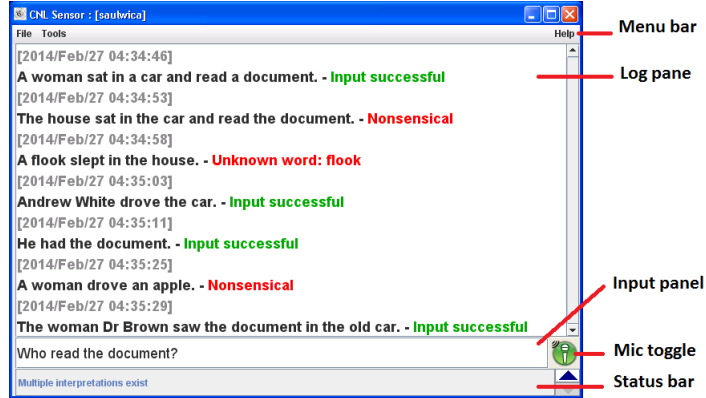 CNL Sensor : [saulwica]
File Tools Help
Menu bar
[2014/Feb/27 04:34:46]
A woman sat in a car and read a document. - Input successful
Log pane
[2014/Feb/27 04:34:53]
The house sat in the car and read the document. - Nonsensical
[2014/Feb/27 04:34:58]
A flook slept in the house. - Unknown word: flook
[2014/Feb/27 04:35:03]
Andrew White drove the car. - Input successful
[2014/Feb/27 04:35:11]
He had the document. - Input successful
[2014/Feb/27 04:35:25]
A woman drove an apple. - Nonsensical
[2014/Feb/27 04:35:29]
The woman Dr Brown saw the document in the old car. - Input successful
Input panel
Who read the document?
Mic toggle
Multiple interpretations exist
Status bar